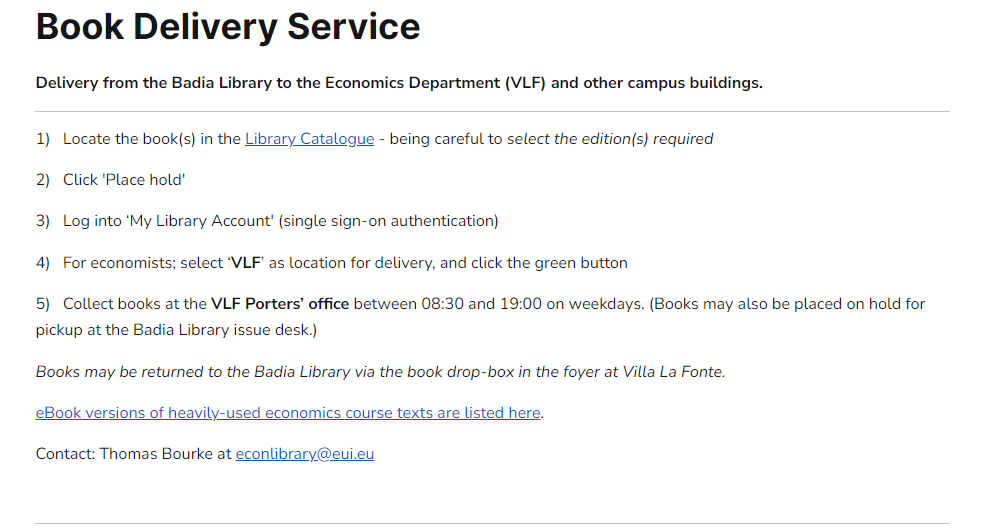 Book Delivery Service
Delivery from the Badia Library to the Economics Department (VLF) and other campus buildings.
1) Locate the book(s) in the Library Catalogue - being careful to select the edition(s) required
2) Click 'Place hold'
3) Log into ‘My Library Account' (single sign-on authentication)
4) For economists; select ‘VLF’ as location for delivery, and click the green button
5) Collect books at the VLF Porters’ office between 08:30 and 19:00 on weekdays. (Books may also be placed on hold for
pickup at the Badia Library issue desk.)
Books may be returned to the Badia Library via the book drop-box in the foyer at Villa La Fonte.
eBook versions of heavily-used economics course texts are listed here.
Contact: Thomas Bourke at econlibrary@eui.eu